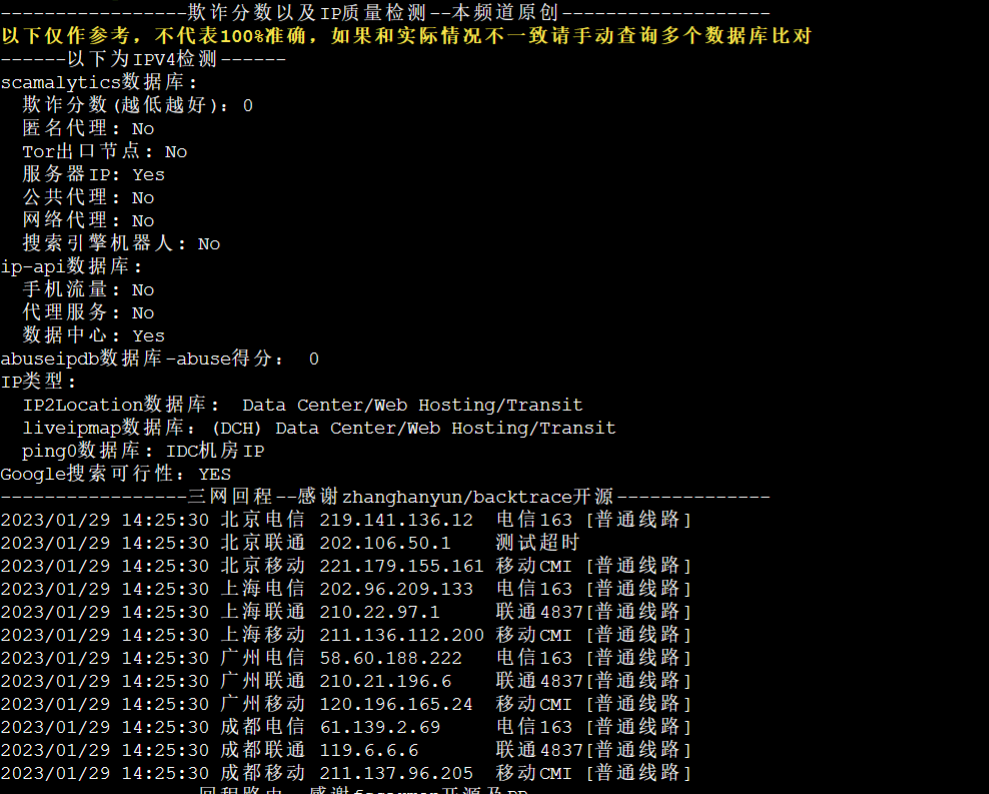 -----------------欺诈分数以及IP质量检测--本频道原创-------------------
以下仅作参考，不代表100%准确，如果和实际情况不一致请手动查询多个数据库比对
------以下为IPV4检测------
scamalytics数据库：
欺诈分数(越低越好)：0
匿名代理：No
Tor出口节点：No
服务器IP：Yes
公共代理：No
网络代理：No
搜索引擎机器人：No
ip-api数据库：
手机流量：No
代理服务：No
数据中心：Yes
abuseipdb数据库-abuse得分： 0
IP类型：
IP2Location数据库： Data Center/Web Hosting/Transit
liveipmap数据库：(DCH) Data Center/Web Hosting/Transit
ping0数据库：IDC机房IP
Google搜索可行性：YES
-----------------三网回程--感谢zhanghanyun/backtrace开源--------------
2023/01/29 14:25:30 北京电信 219.141.136.12 电信163 [普通线路]
2023/01/29 14:25:30 北京联通 202.106.50.1 测试超时
2023/01/29 14:25:30 北京移动 221.179.155.161 移动CMI [普通线路]
2023/01/29 14:25:30 上海电信 202.96.209.133 电信163 [普通线路]
2023/01/29 14:25:30 上海联通 210.22.97.1 联通4837[普通线路]
2023/01/29 14:25:30 上海移动 211.136.112.200 移动CMI [普通线路]
2023/01/29 14:25:30 广州电信 58.60.188.222 电信163 [普通线路]
2023/01/29 14:25:30 广州联通 210.21.196.6 联通4837[普通线路]
2023/01/29 14:25:30 广州移动 120.196.165.24 移动CMI [普通线路]
2023/01/29 14:25:30 成都电信 61.139.2.69 电信163 [普通线路]
2023/01/29 14:25:30 成都联通 119.6.6.6 联通4837[普通线路]
2023/01/29 14:25:30 成都移动 211.137.96.205 移动CMI [普通线路]